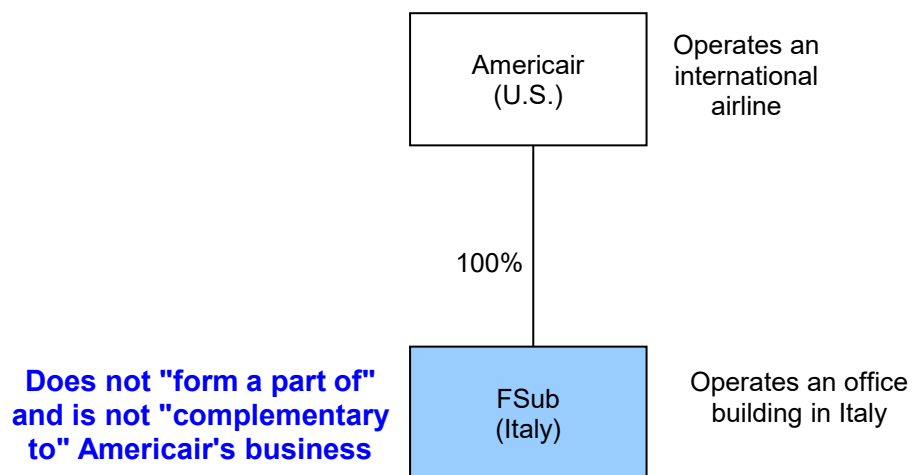 Americair
(U.S.)
Operates an
international
airline
100%
Does not "form a part of"
and is not "complementary
to" Americair's business
FSub
(Italy)
Operates an office
building in Italy